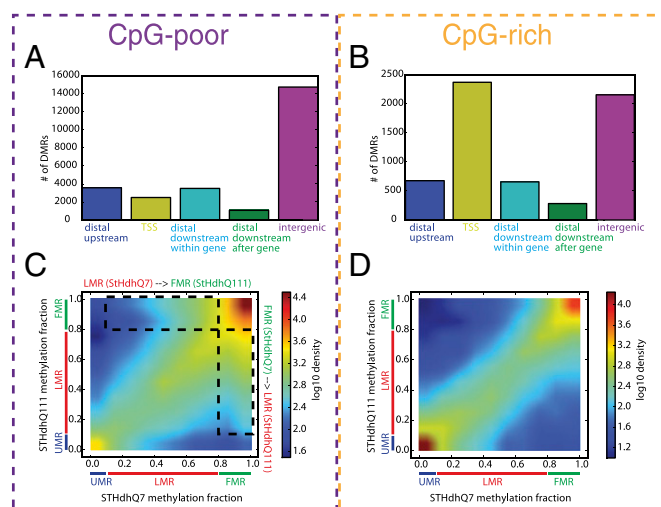 CpG-poor
CpG-rich
A
B
16000
14000
12000
10000
8000
6000
4000
2000
0
# of DMRs
distal
upstream
TSS
distal
downstream
within gene
distal
downstream
after gene
intergenic
2500
2000
1500
1000
500
0
# of DMRs
distal
upstream
TSS
distal
downstream
within gene
distal
downstream
after gene
intergenic
C
LMR (StHdhQ7) --> FMR (StHdhQ111)
FMR (StHdhQ7) --> LMR (StHdhQ111)
STHdhQ111 methylation fraction
FMR
LMR
UMR
1.0
0.8
0.6
0.4
0.2
0.0
0.0
0.2
0.4
0.6
0.8
1.0
UMR
LMR
FMR
STHdhQ7 methylation fraction
4.4
4.0
3.6
3.2
2.8
2.4
2.0
1.6
log10 density
D
STHdhQ111 methylation fraction
FMR
LMR
UMR
1.0
0.8
0.6
0.4
0.2
0.0
0.0
0.2
0.4
0.6
0.8
1.0
UMR
LMR
FMR
STHdhQ7 methylation fraction
4.0
3.6
3.2
2.8
2.4
2.0
1.6
1.2
log10 density